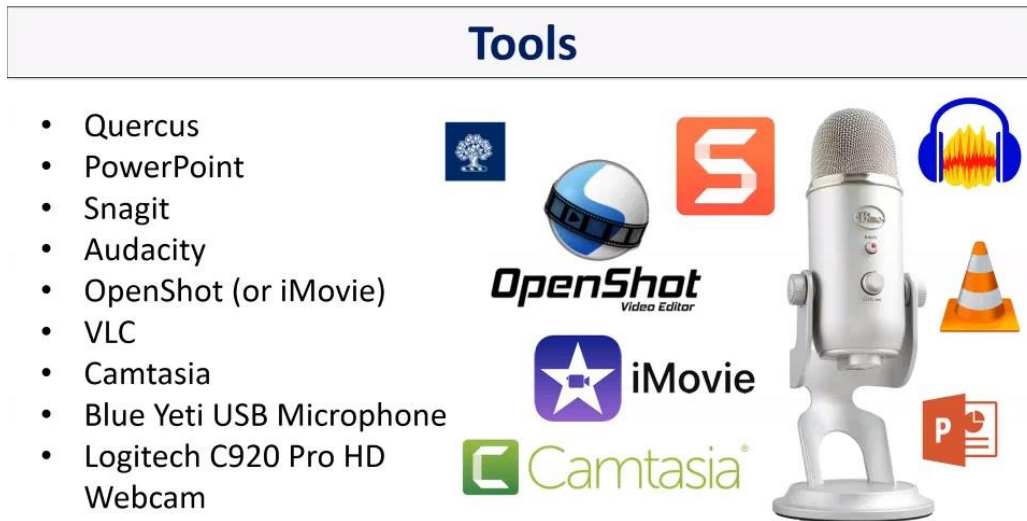 Tools
• Quercus
• PowerPoint
• Snagit
• Audacity
• OpenShot (or iMovie)
• VLC
• Camtasia
• Blue Yeti USB Microphone
• Logitech C920 Pro HD
Webcam
OpenShot
Video Editor
iMovie
Camtasia®
Blue
P